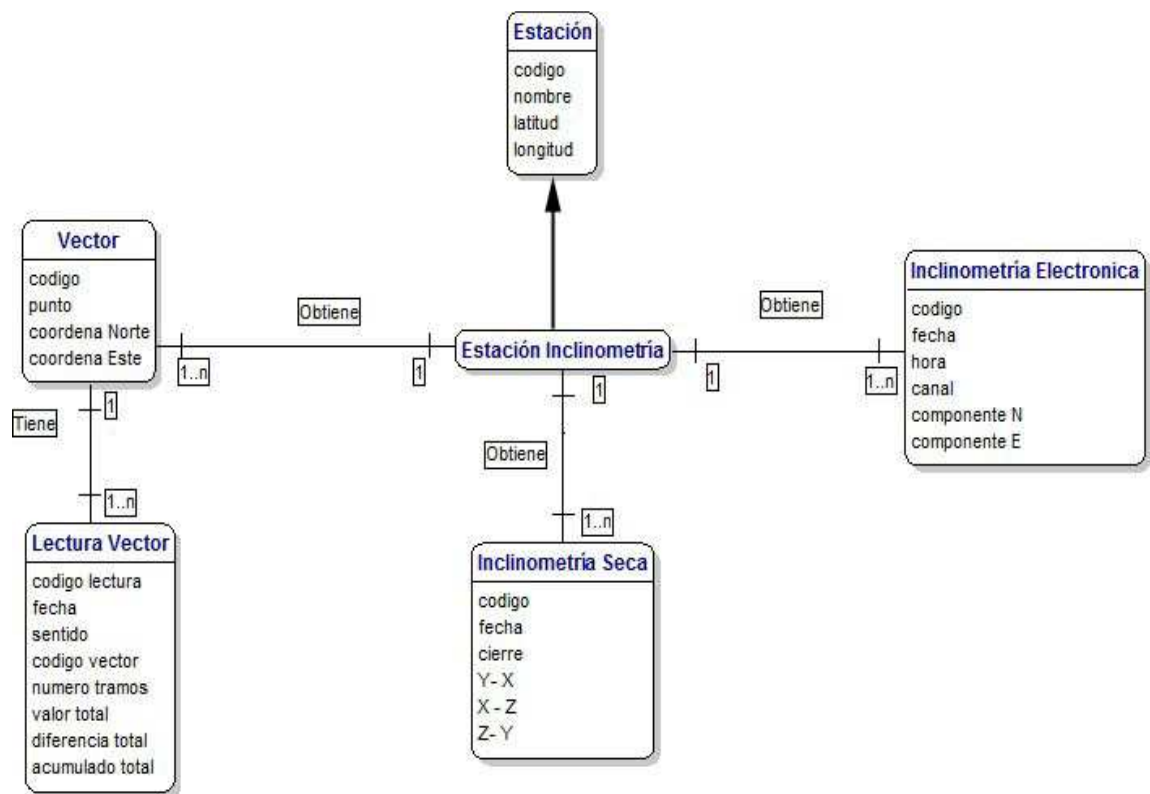 Estación
codigo
nombre
latitud
longitud
Vector
codigo
punto
coordena Norte
coordena Este
Obtiene
1..n
1
Estación Inclinometría
Obtiene
1
1..n
Inclinometría Electronica
codigo
fecha
hora
canal
componente N
componente E
Tiene
1
1..n
Obtiene
1
1..n
Lectura Vector
codigo lectura
fecha
sentido
codigo vector
numero tramos
valor total
diferencia total
acumulado total
Inclinometría Seca
codigo
fecha
cierre
Y- X
X - Z
Z- Y